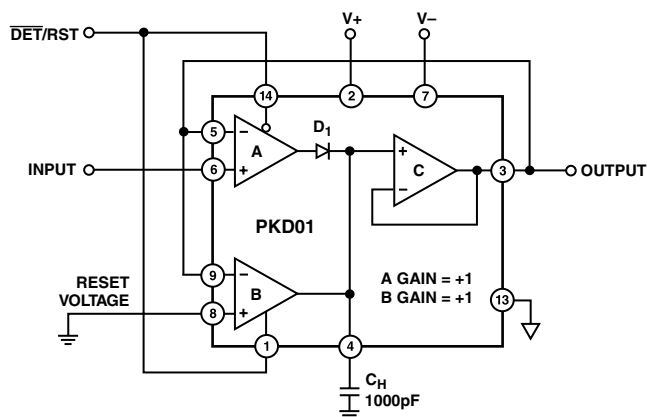 D̅E̅T̅/RST
V+
V–
14
2
7
5
–
A
D1
+
C
3
OUTPUT
INPUT
6
+
–
PKD01
9
–
B
RESET
VOLTAGE
8
+
A GAIN = +1
B GAIN = +1
13
1
4
CH
1000pF